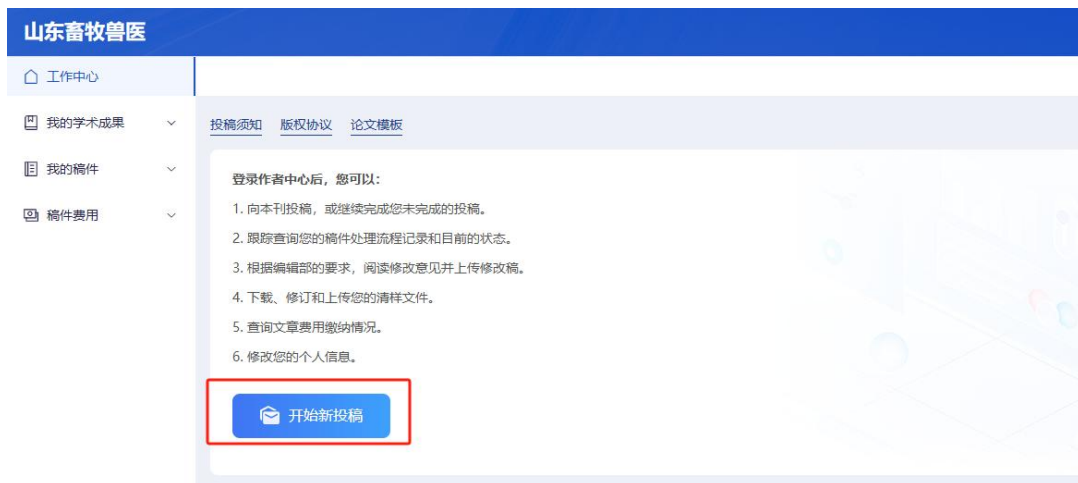 山东畜牧兽医
工作中心
我的学术成果
我的稿件
稿件费用
投稿须知 版权协议 论文模板
登录作者中心后，您可以：
1. 向本刊投稿，或继续完成您未完成的投稿。
2. 跟踪查询您的稿件处理流程记录和目前的状态。
3. 根据编辑部的要求，阅读修改意见并上传修改稿。
4. 下载、修订和上传您的清样文件。
5. 查询文章费用缴纳情况。
6. 修改您的个人信息。
开始新投稿